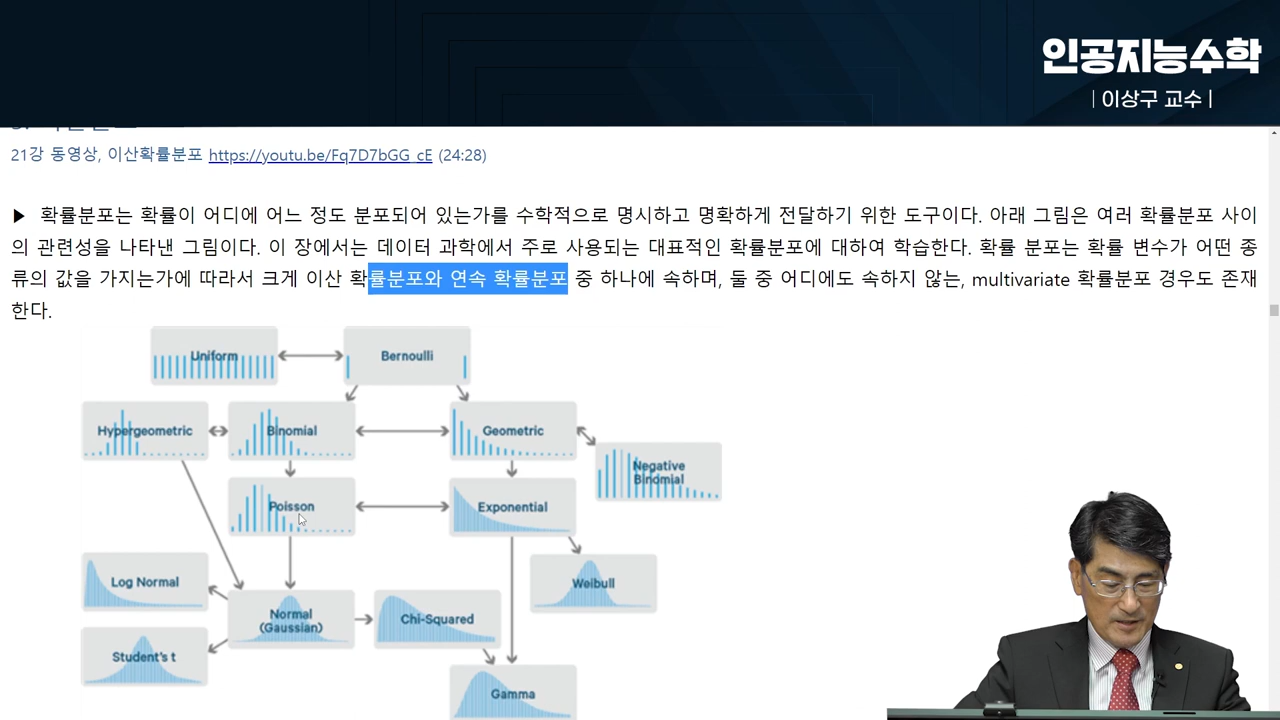 인공지능수학
| 이상구 교수 |
21강 동영상, 이산확률분포 https://youtu.be/Fq7D7bGG_cE (24:28)
▶ 확률분포는 확률이 어디에 어느 정도 분포되어 있는가를 수학적으로 명시하고 명확하게 전달하기 위한 도구이다. 아래 그림은 여러 확률분포 사이
의 관련성을 나타낸 그림이다. 이 장에서는 데이터 과학에서 주로 사용되는 대표적인 확률분포에 대하여 학습한다. 확률 분포는 확률 변수가 어떤 종
류의 값을 가지는가에 따라서 크게 이산 확률분포와 연속 확률분포 중 하나에 속하며, 둘 중 어디에도 속하지 않는, multivariate 확률분포 경우도 존재
한다.
Uniform
Bernoulli
Hypergeometric
Binomial
Geometric
Negative
Binomial
Poisson
Exponential
Log Normal
Weibull
Normal
(Gaussian)
Chi-Squared
Student's t
Gamma